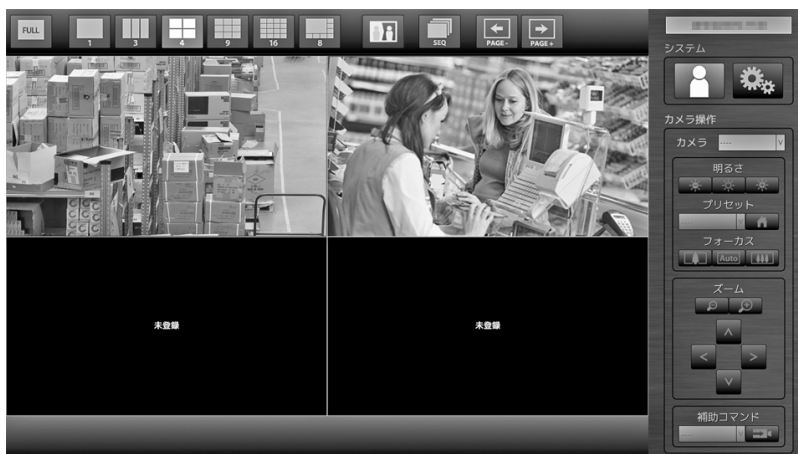 FULL
1
3
4
9
16
8
SEQ
PAGE-
PAGE+
システム
カメラ操作
カメラ ----
明るさ
プリセット
フォーカス
Auto
ズーム
未登録 未登録
補助コマンド
----